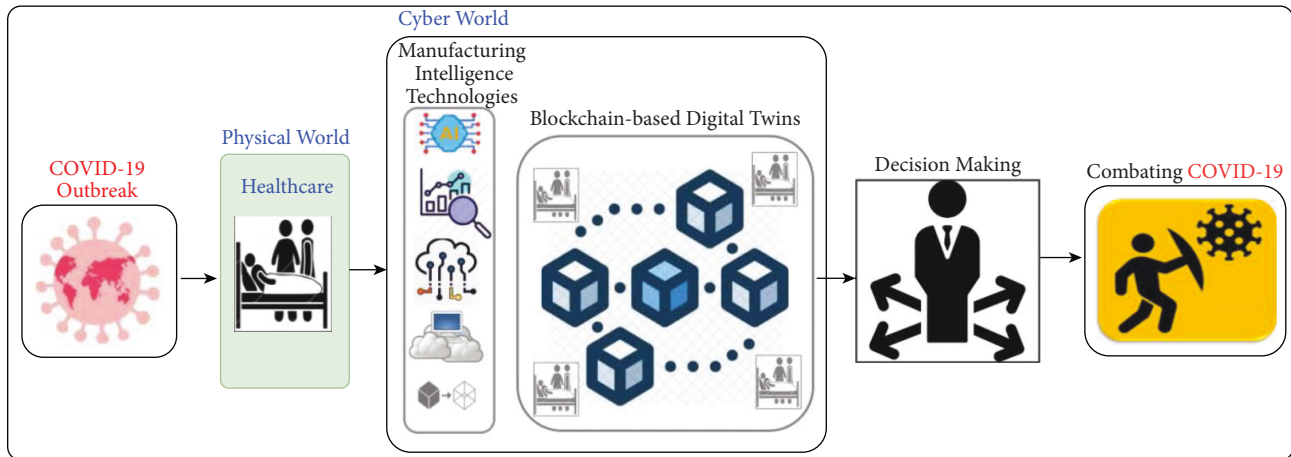 Cyber World
Manufacturing
Intelligence
Technologies
AI
Blockchain-based Digital Twins
Physical World
Healthcare
COVID-19
Outbreak
Decision Making
Combating COVID-19